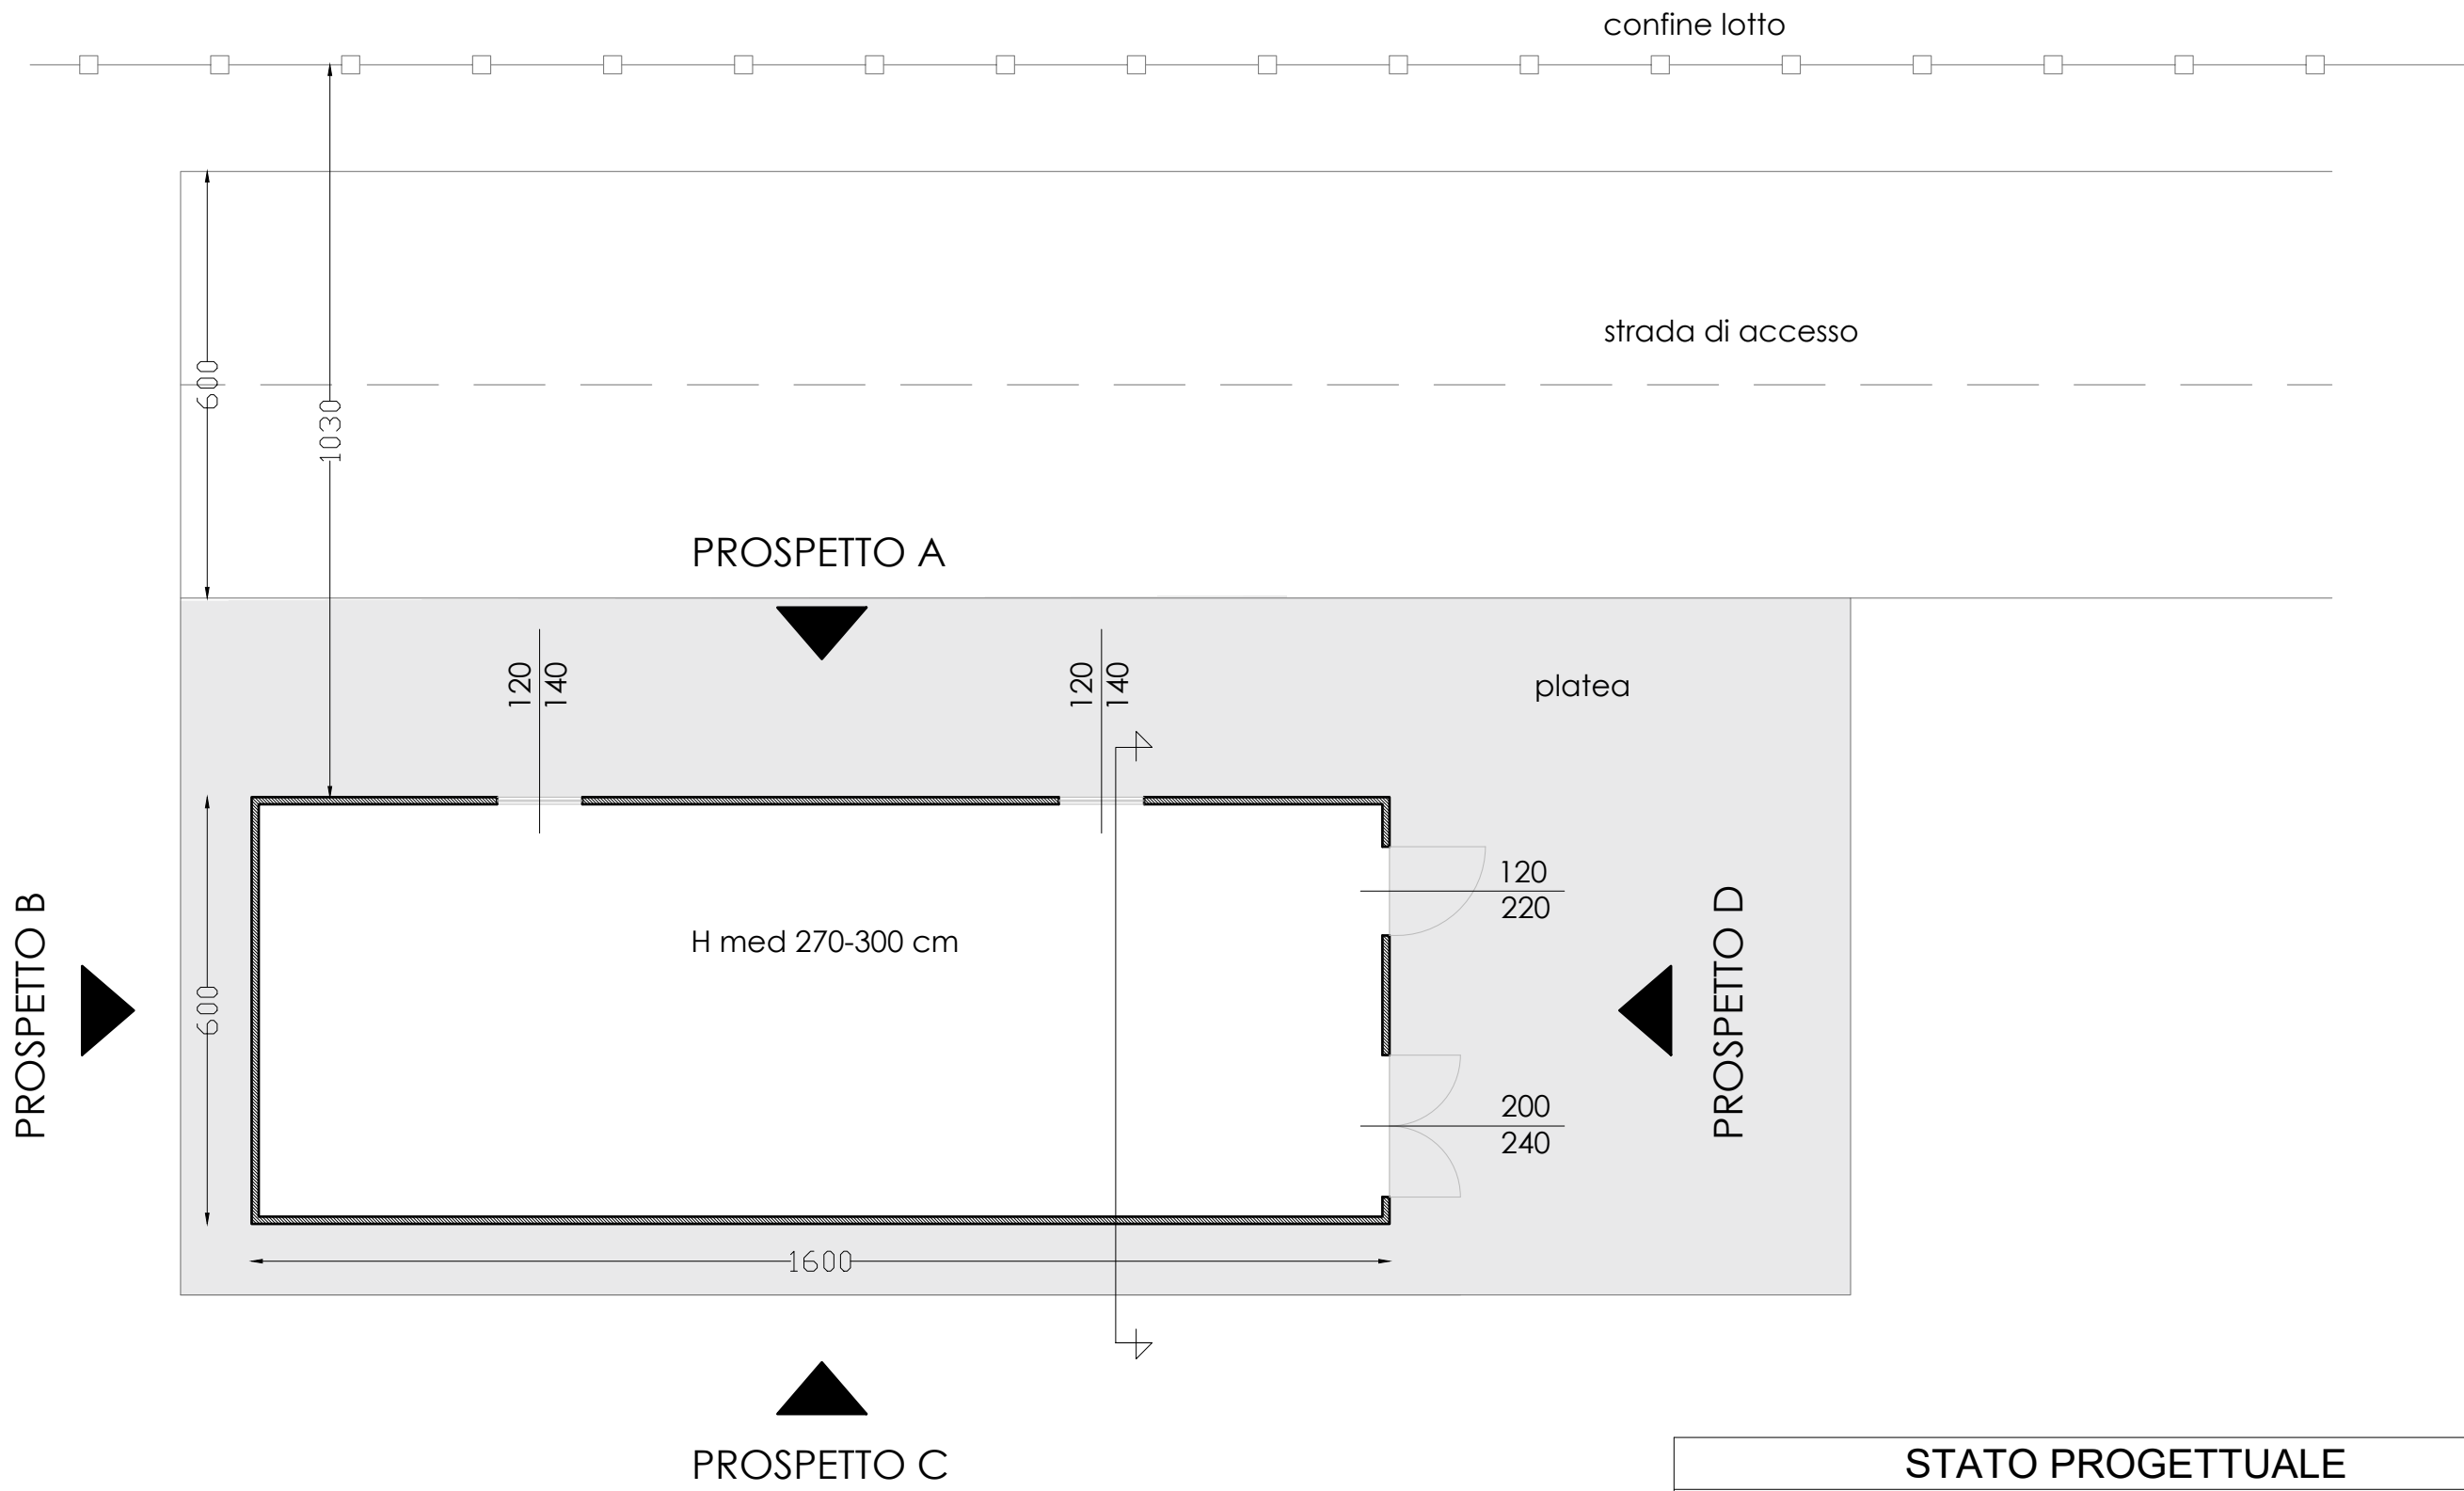 confine lotto
strada di accesso
600
1030
PROSPETTO A
120
140
120
140
platea
120
220
H med 270-300 cm
PROSPETTO B
600
PROSPETTO D
200
240
1600
PROSPETTO C
STATO PROGETTUALE